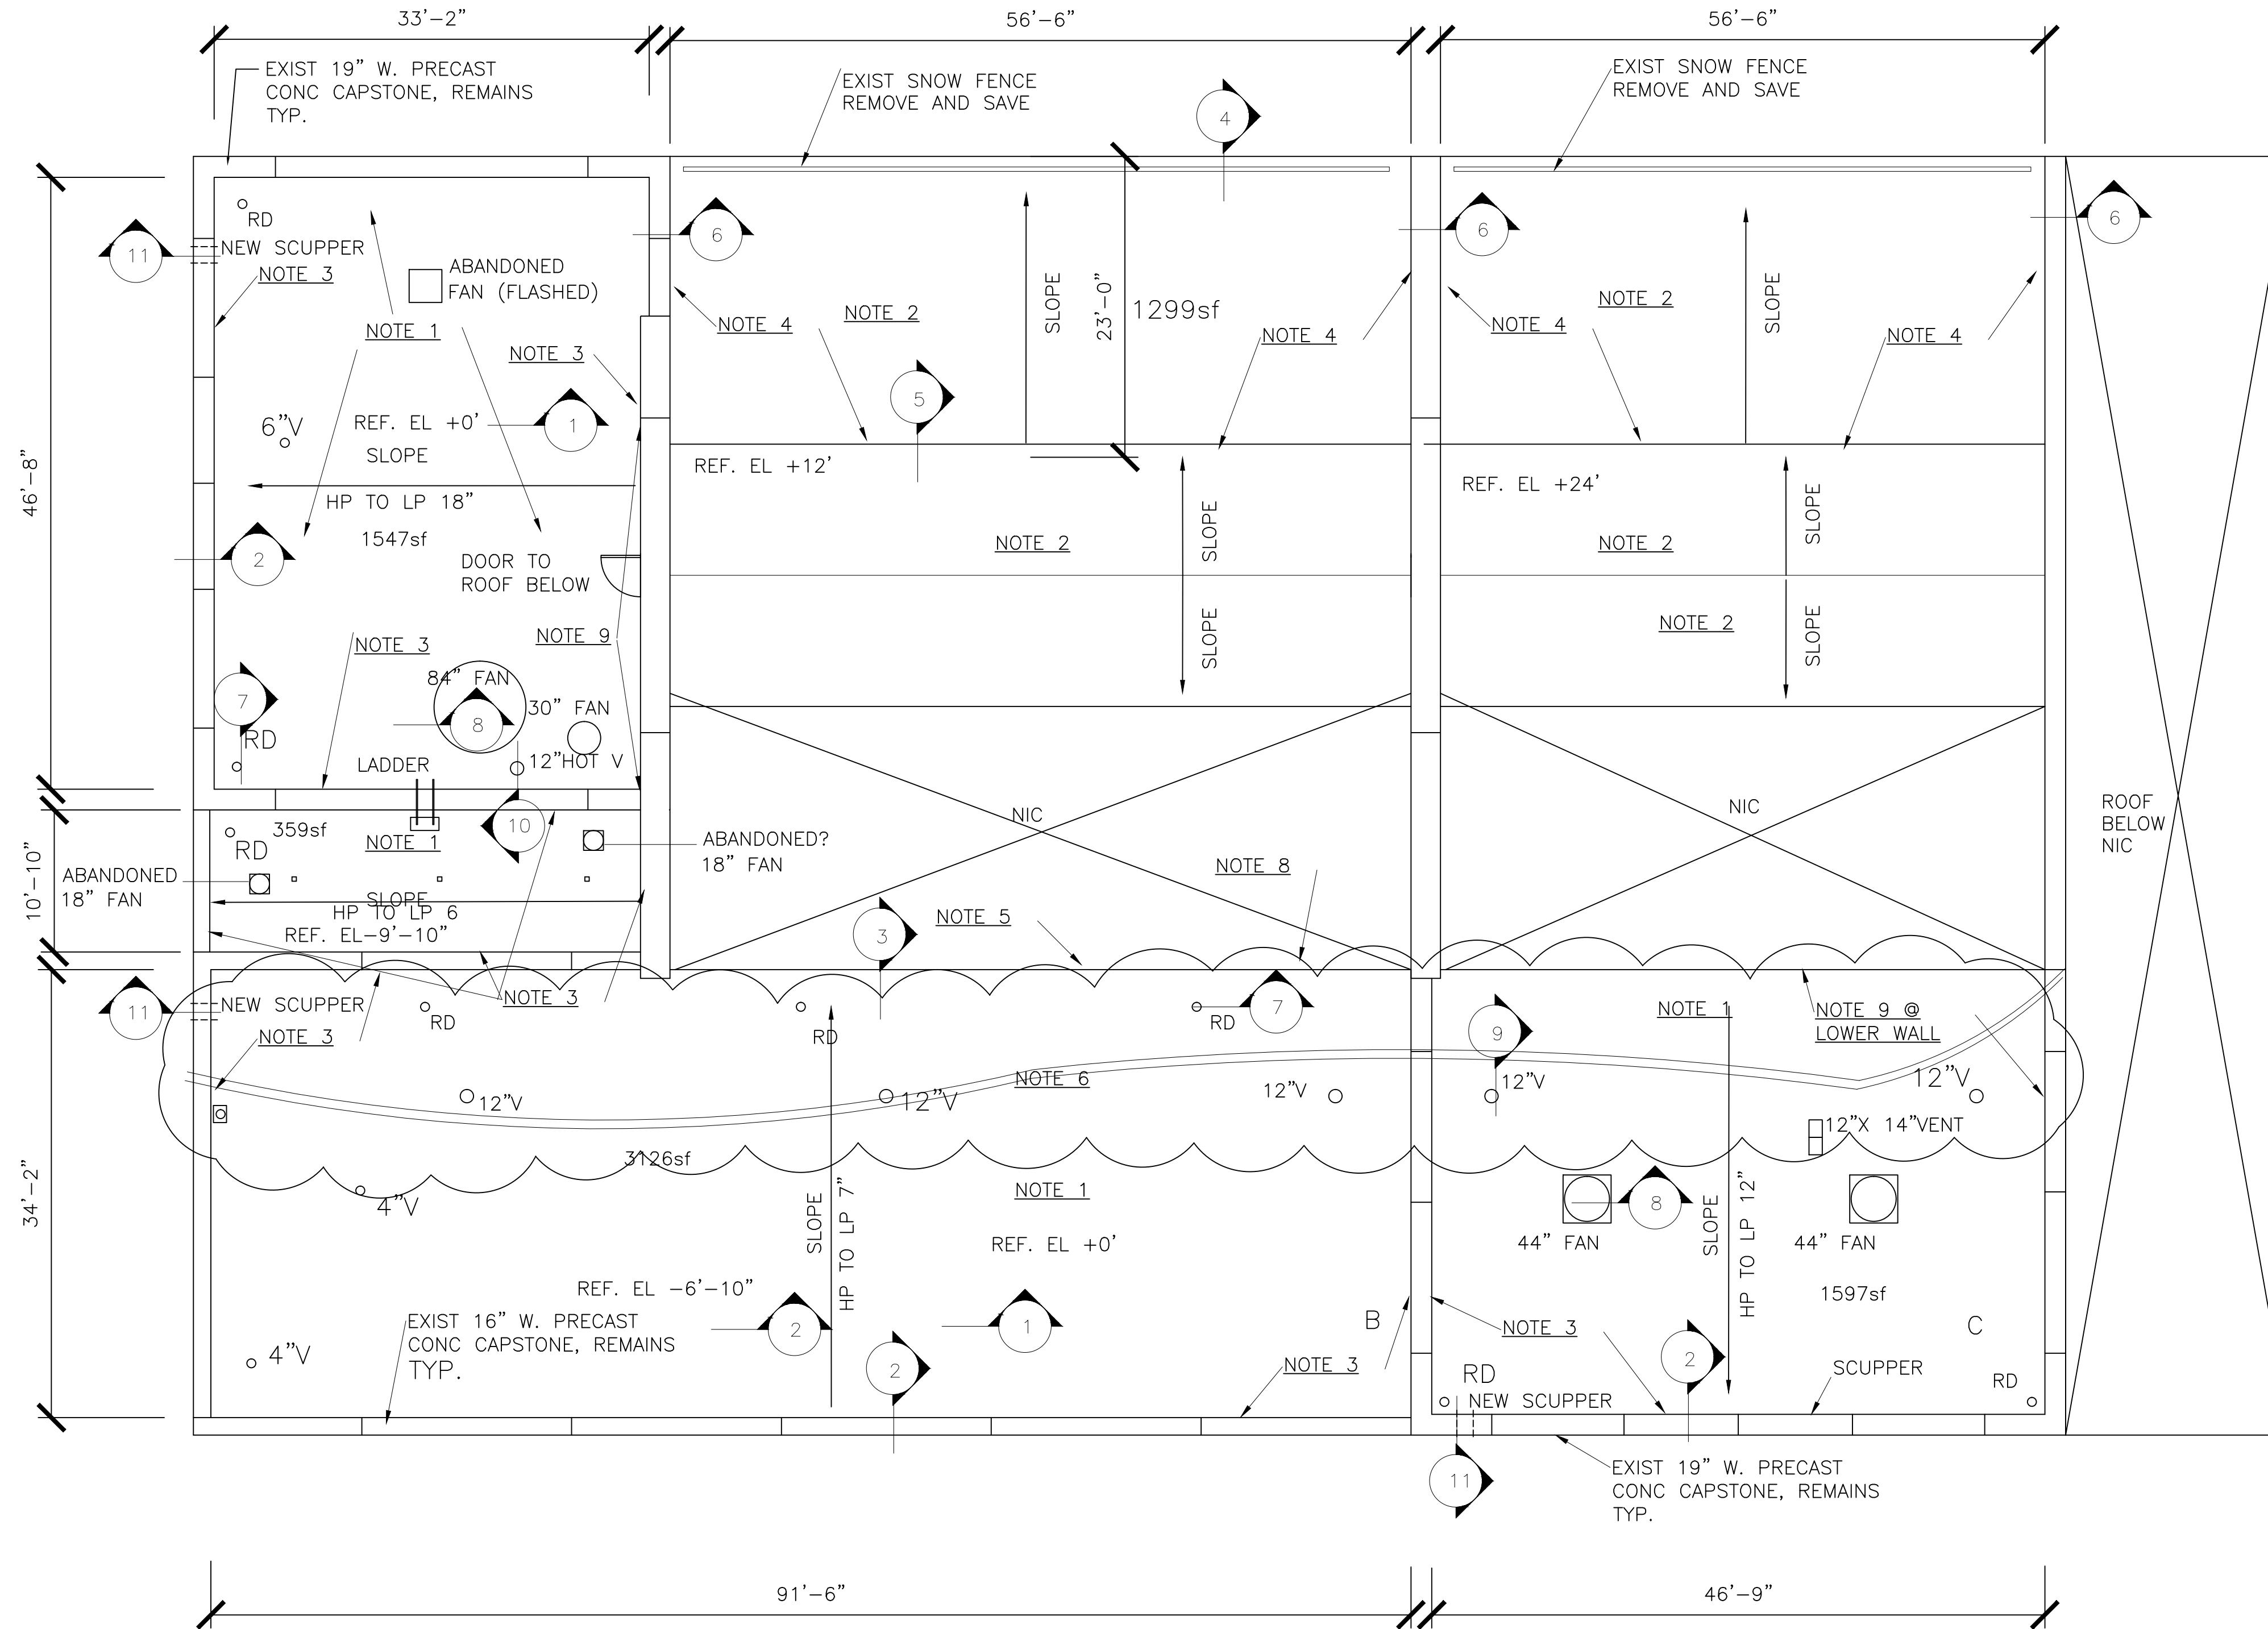 33'-2"
56'-6"
56'-6"
EXIST 19" W. PRECAST
CONC CAPSTONE, REMAINS
TYP.
EXIST SNOW FENCE
REMOVE AND SAVE
4
EXIST SNOW FENCE
REMOVE AND SAVE
RD
11
NEW SCUPPER
NOTE 3
ABANDONED
FAN (FLASHED)
NOTE 1
NOTE 3
6
6
6
NOTE 4
NOTE 2
SLOPE
23'-0"
1299sf
NOTE 4
NOTE 4
NOTE 2
SLOPE
NOTE 4
5
6"V
REF. EL +0'
1
SLOPE
HP TO LP 18"
1547sf
46'-8"
2
DOOR TO
ROOF BELOW
REF. EL +12'
NOTE 2
SLOPE
SLOPE
REF. EL +24'
NOTE 2
SLOPE
NOTE 2
SLOPE
NOTE 3
NOTE 9
84" FAN
7
8
30" FAN
RD
LADDER
12"HOT V
359sf
RD
NOTE 1
10
10'-10"
ABANDONED
18" FAN
ABANDONED?
18" FAN
SLOPE
HP TO LP 6
REF. EL-9'-10"
NIC
NIC
ROOF
BELOW
NIC
NOTE 8
NOTE 5
3
11
NEW SCUPPER
NOTE 3
NOTE 3
RD
RD
RD
7
9
NOTE 1
NOTE 9 @
LOWER WALL
NOTE 6
12"V
12"V
12"V
12"V
12"V
12"X 14"VENT
3126sf
34'-2"
4"V
SLOPE
HP TO LP 7"
NOTE 1
REF. EL +0'
8
44" FAN
SLOPE
HP TO LP 12"
44" FAN
1597sf
REF. EL -6'-10"
EXIST 16" W. PRECAST
CONC CAPSTONE, REMAINS
TYP.
4"V
2
2
1
B
NOTE 3
NOTE 3
2
C
SCUPPER
RD
NEW SCUPPER
RD
11
EXIST 19" W. PRECAST
CONC CAPSTONE, REMAINS
TYP.
91'-6"
46'-9"